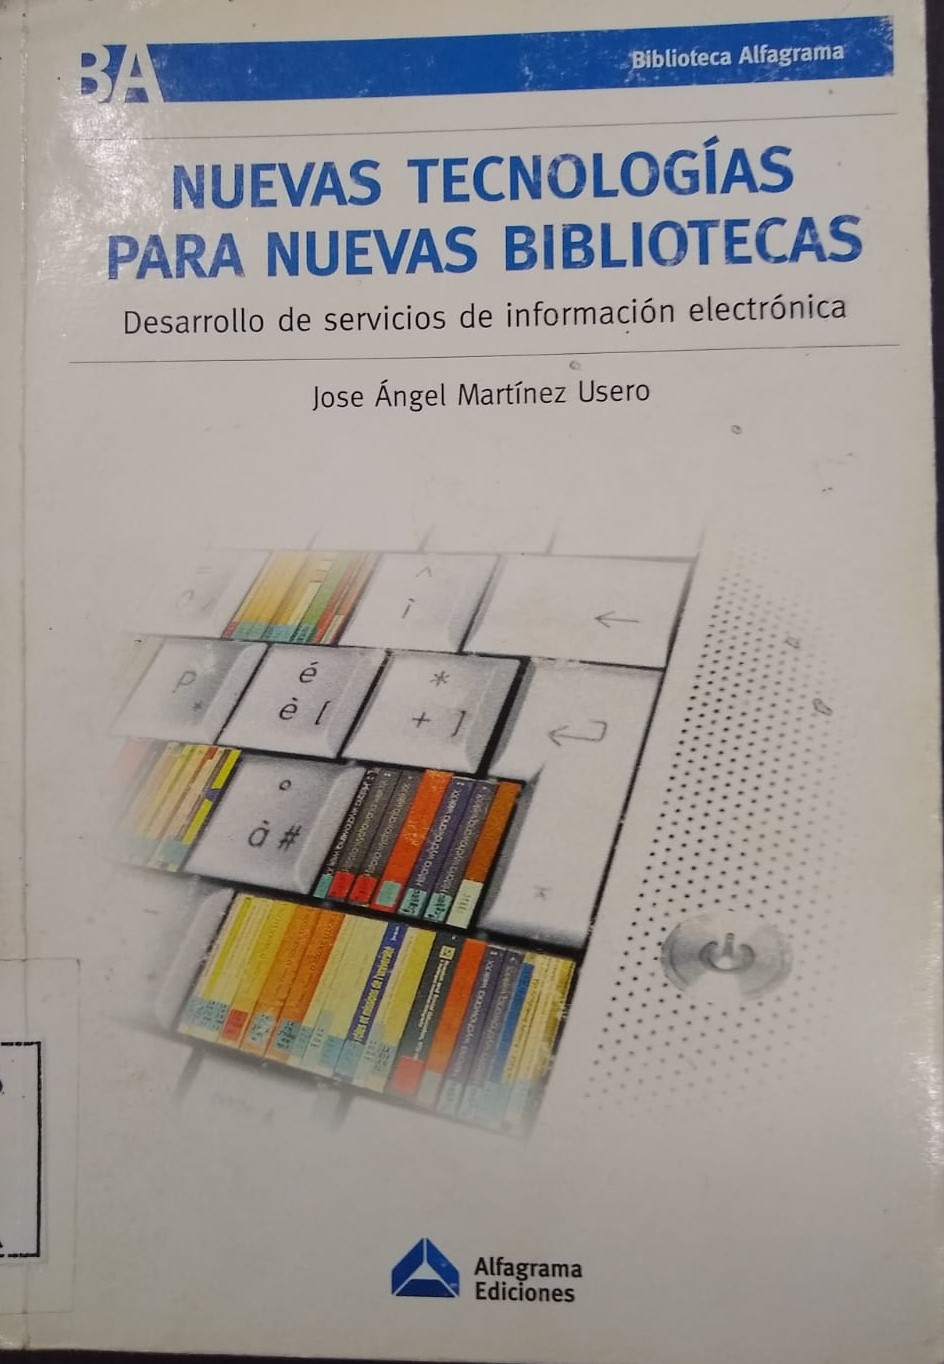 BA
Biblioteca Alfagrama
NUEVAS TECNOLOGÍAS
PARA NUEVAS BIBLIOTECAS
Desarrollo de servicios de información electrónica
Jose Ángel Martínez Usero
^
ì
←
P
é
è [
*
+ ]
°
à #
Alfagrama
Ediciones